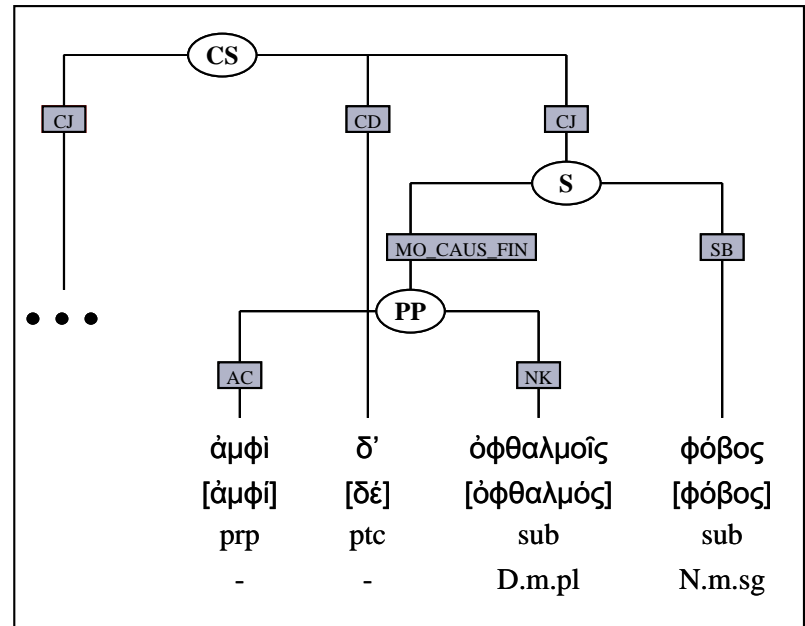 CS
CJ CD CJ
S
MO_CAUS_FIN SB
PP
• • •
AC NK
ἀμφὶ δ’ ὀφθαλμοῖς φόβος
[ἀμφί] [δέ] [ὀφθαλμός] [φόβος]
prp ptc sub sub
- - D.m.pl N.m.sg